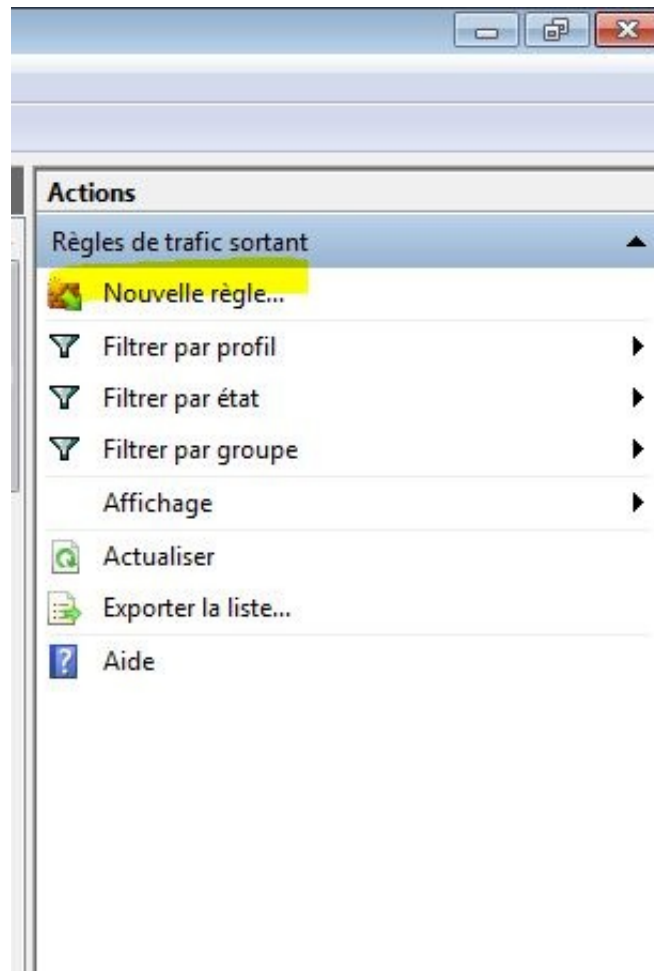 Actions
Règles de trafic sortant
Nouvelle règle...
Filtrer par profil
Filtrer par état
Filtrer par groupe
Affichage
Actualiser
Exporter la liste...
Aide